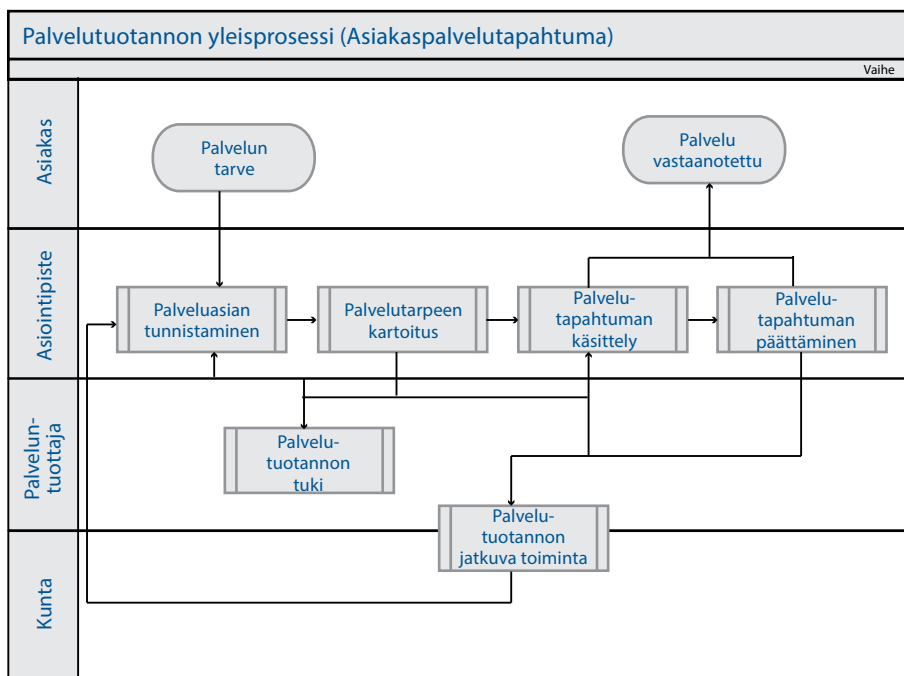 Palvelutuotannon yleisprosessi (Asiakaspalvelutapahtuma)
Vaihe
Asiakas
Palvelun
tarve
Palvelu
vastaanotettu
Asiointipiste
Palveluasian
tunnistaminen
Palvelutarpeen
kartoitus
Palvelu-
tapahtuman
käsittely
Palvelu-
tapahtuman
päättäminen
Palvelun-
tuottaja
Palvelu-
tuotannon
tuki
Palvelu-
tuotannon
jatkuva toiminta
Kunta